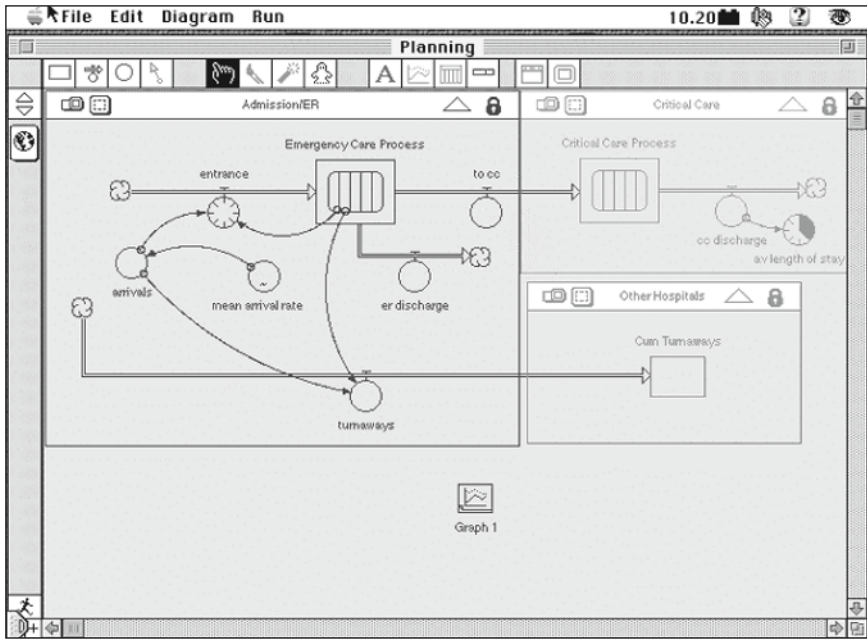 File Edit Diagram Run 10.20
Planning
A
Admission/ER
Critical Care
Emergency Care Process
Critical Care Process
entrance
to cc
cc discharge
av length of stay
arrivals
mean arrival rate
er discharge
Other Hospitals
Cum Turnaways
turnaways
Graph 1